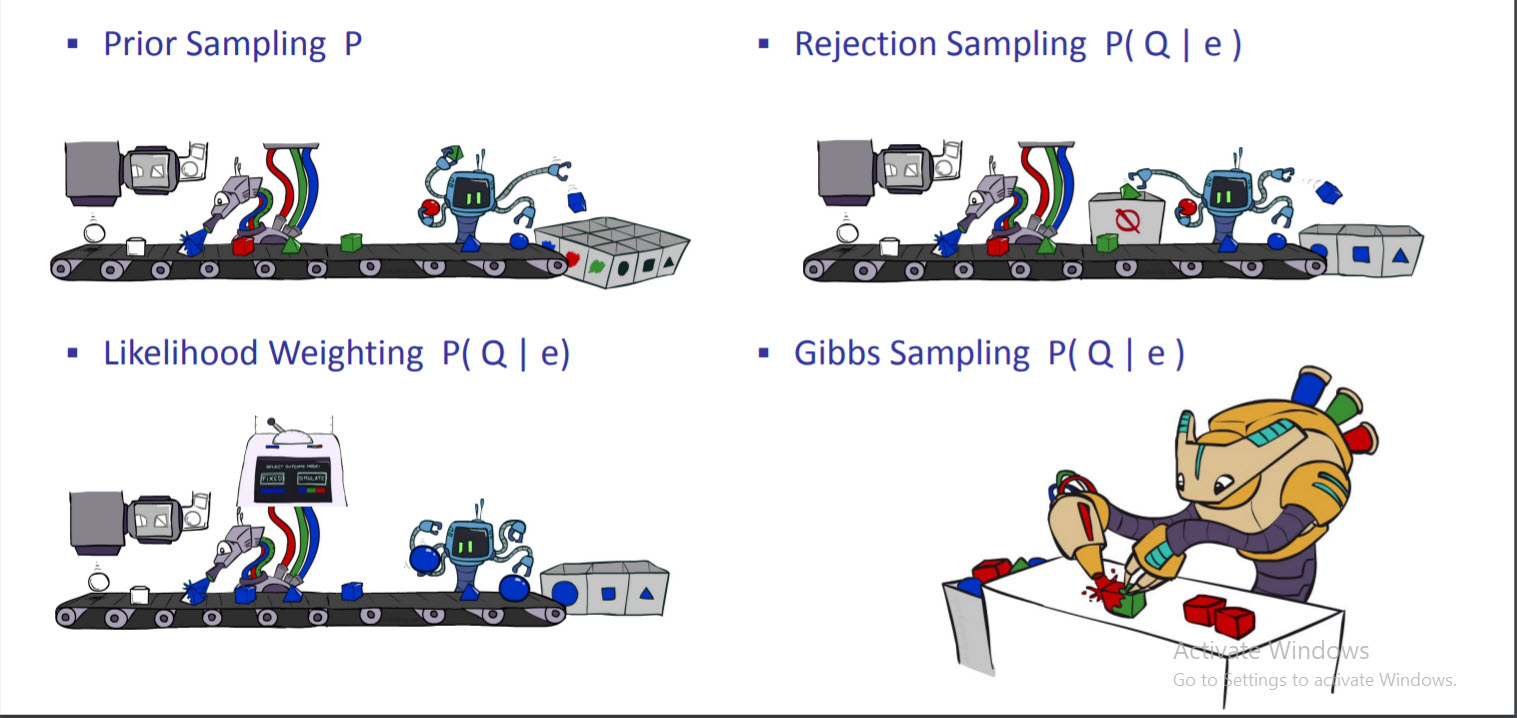 Prior Sampling P
Rejection Sampling P( Q | e )
Likelihood Weighting P( Q | e)
Gibbs Sampling P( Q | e )
SELECT OUTCOME MODE:
FIXED SIMULATE
Activate Windows
Go to Settings to activate Windows.